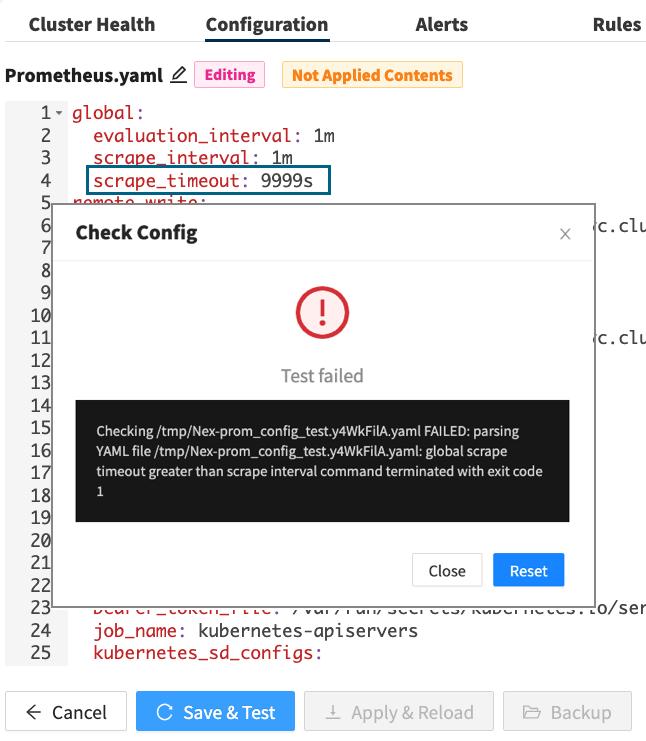 Cluster Health Configuration Alerts Rules
Prometheus.yaml Editing Not Applied Contents
1 global:
2 evaluation_interval: 1m
3 scrape_interval: 1m
4 scrape_timeout: 9999s
5 remote_write:
6 vc.clu
Check Config
7
8
9
10
11 vc.clu
12
13
Test failed
14
15 Checking /tmp/Nex-prom_config_test.y4WkFilA.yaml FAILED: parsing
16 YAML file /tmp/Nex-prom_config_test.y4WkFilA.yaml: global scrape
17 timeout greater than scrape interval command terminated with exit code
18 1
19
20
21 Close Reset
22
23 bearer_token_file: /var/run/secrets/kubernetes.io/ser
24 job_name: kubernetes-apiservers
25 kubernetes_sd_configs:
Cancel Save & Test Apply & Reload Backup